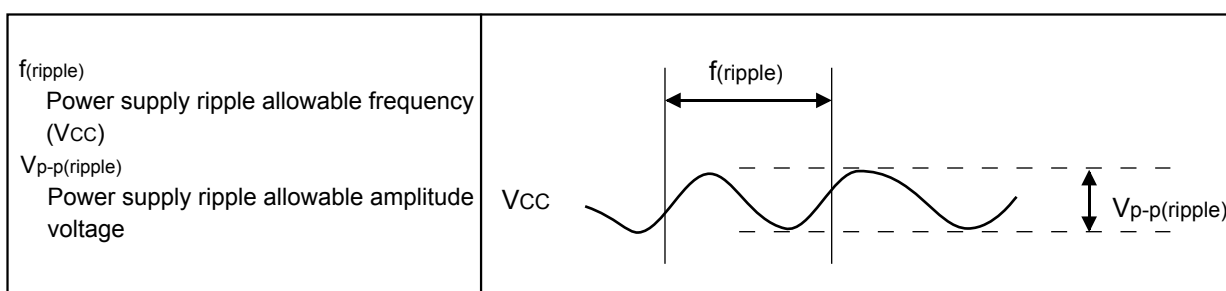 f(ripple)
Power supply ripple allowable frequency
(VCC)
Vp-p(ripple)
Power supply ripple allowable amplitude
voltage
f(ripple)
VCC
Vp-p(ripple)